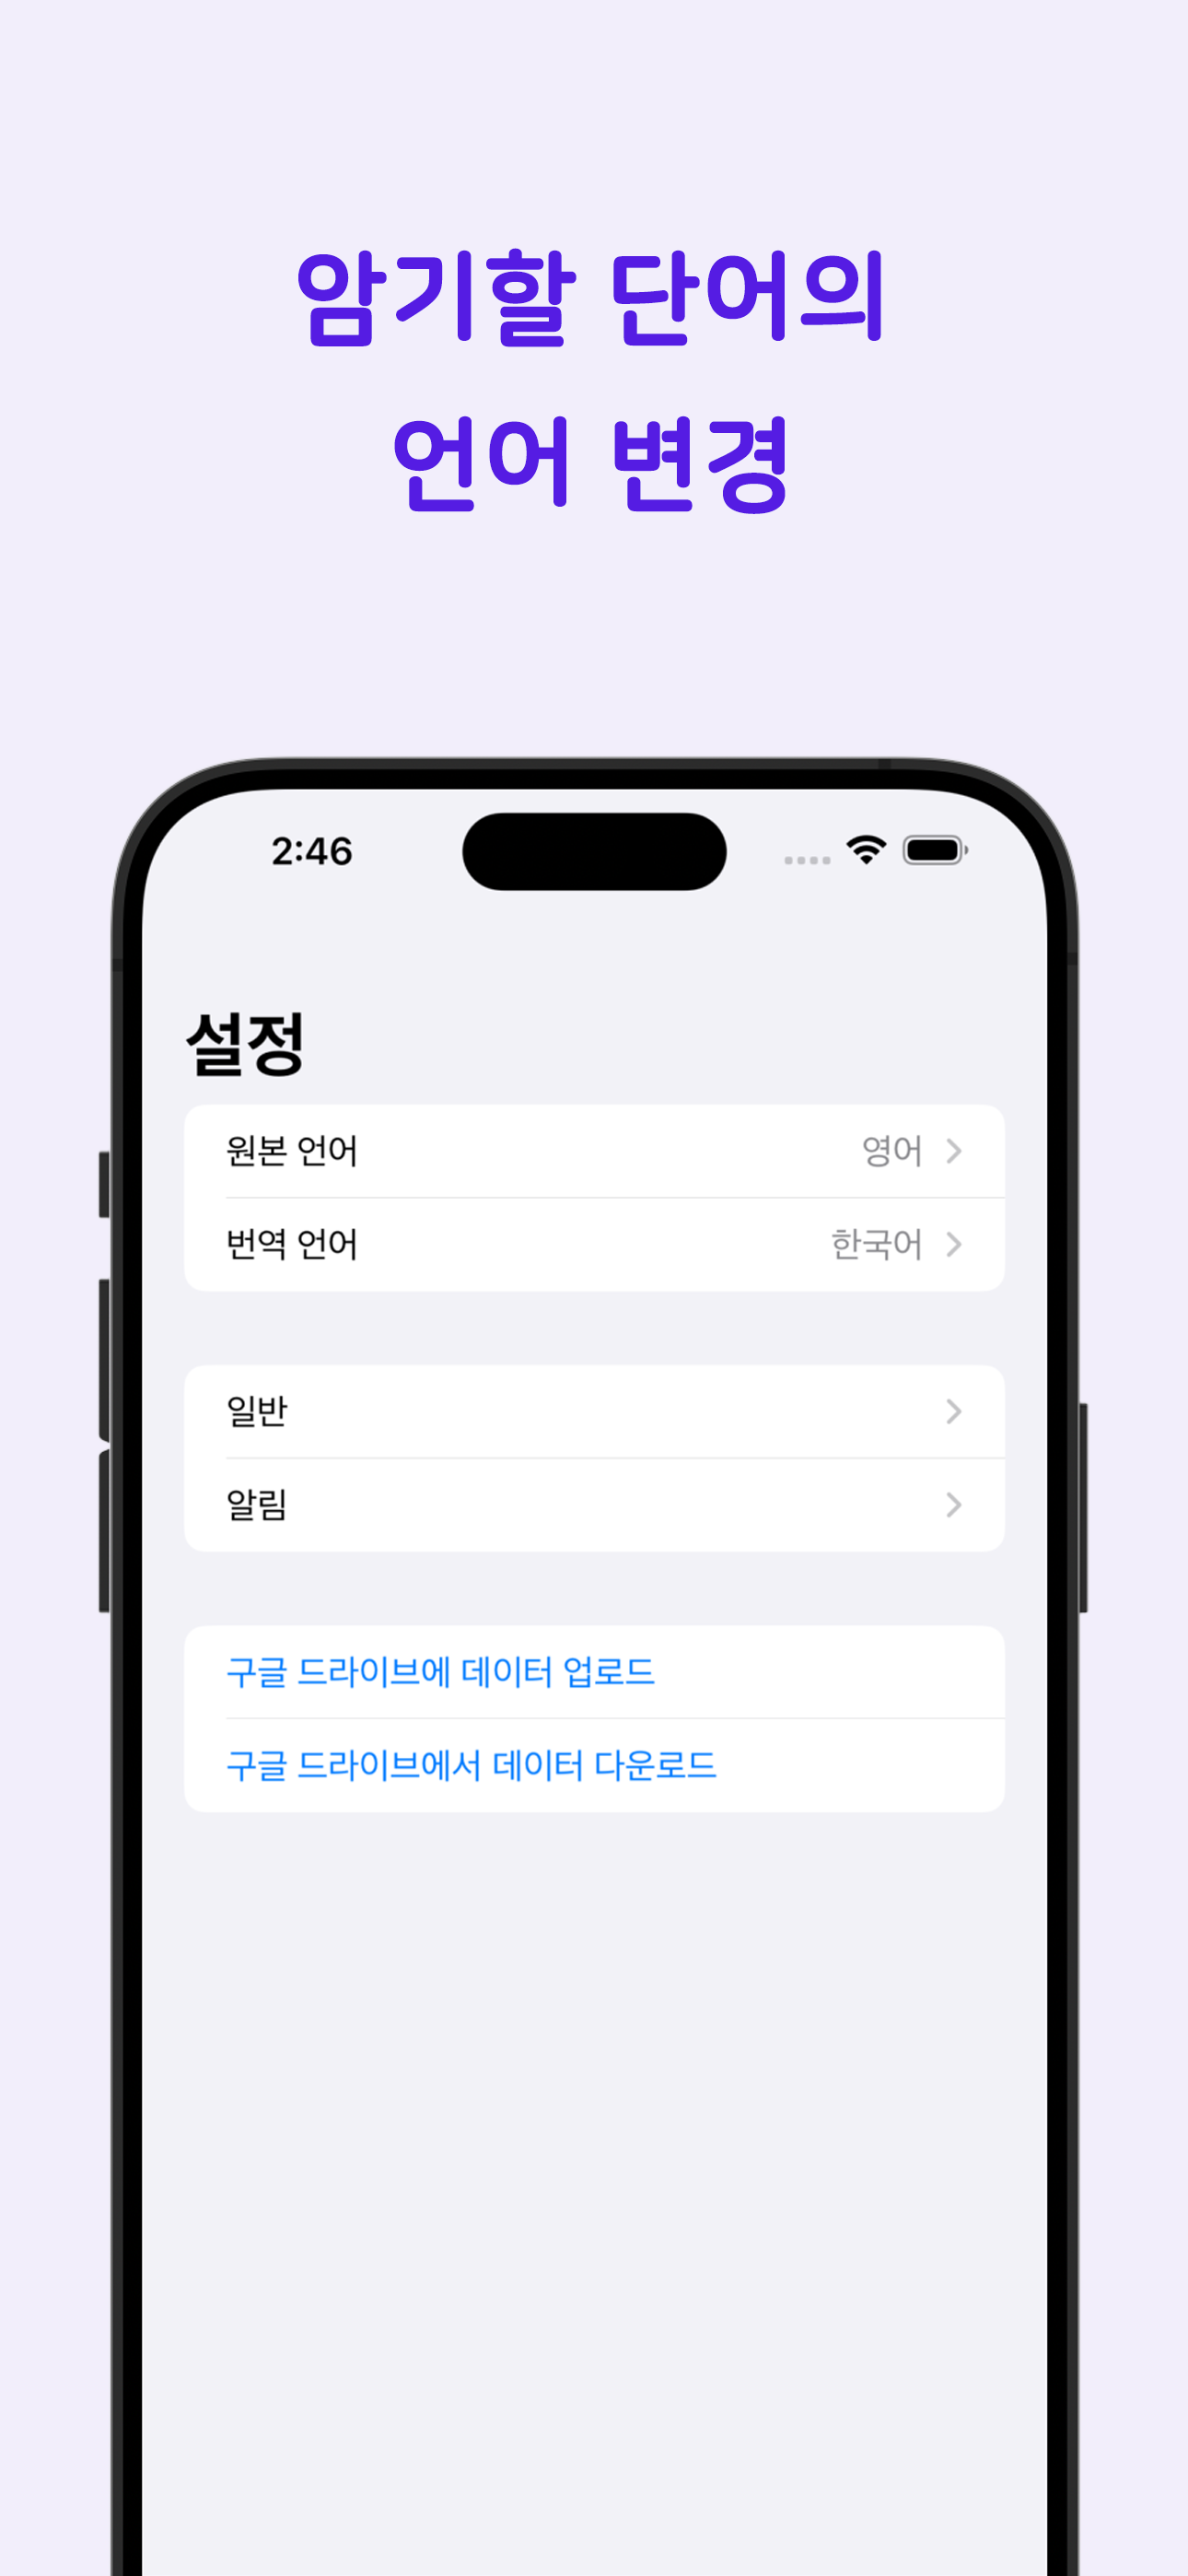 암기할 단어의
언어 변경
2:46
설정
원본 언어 영어
번역 언어 한국어
일반
알림
구글 드라이브에 데이터 업로드
구글 드라이브에서 데이터 다운로드